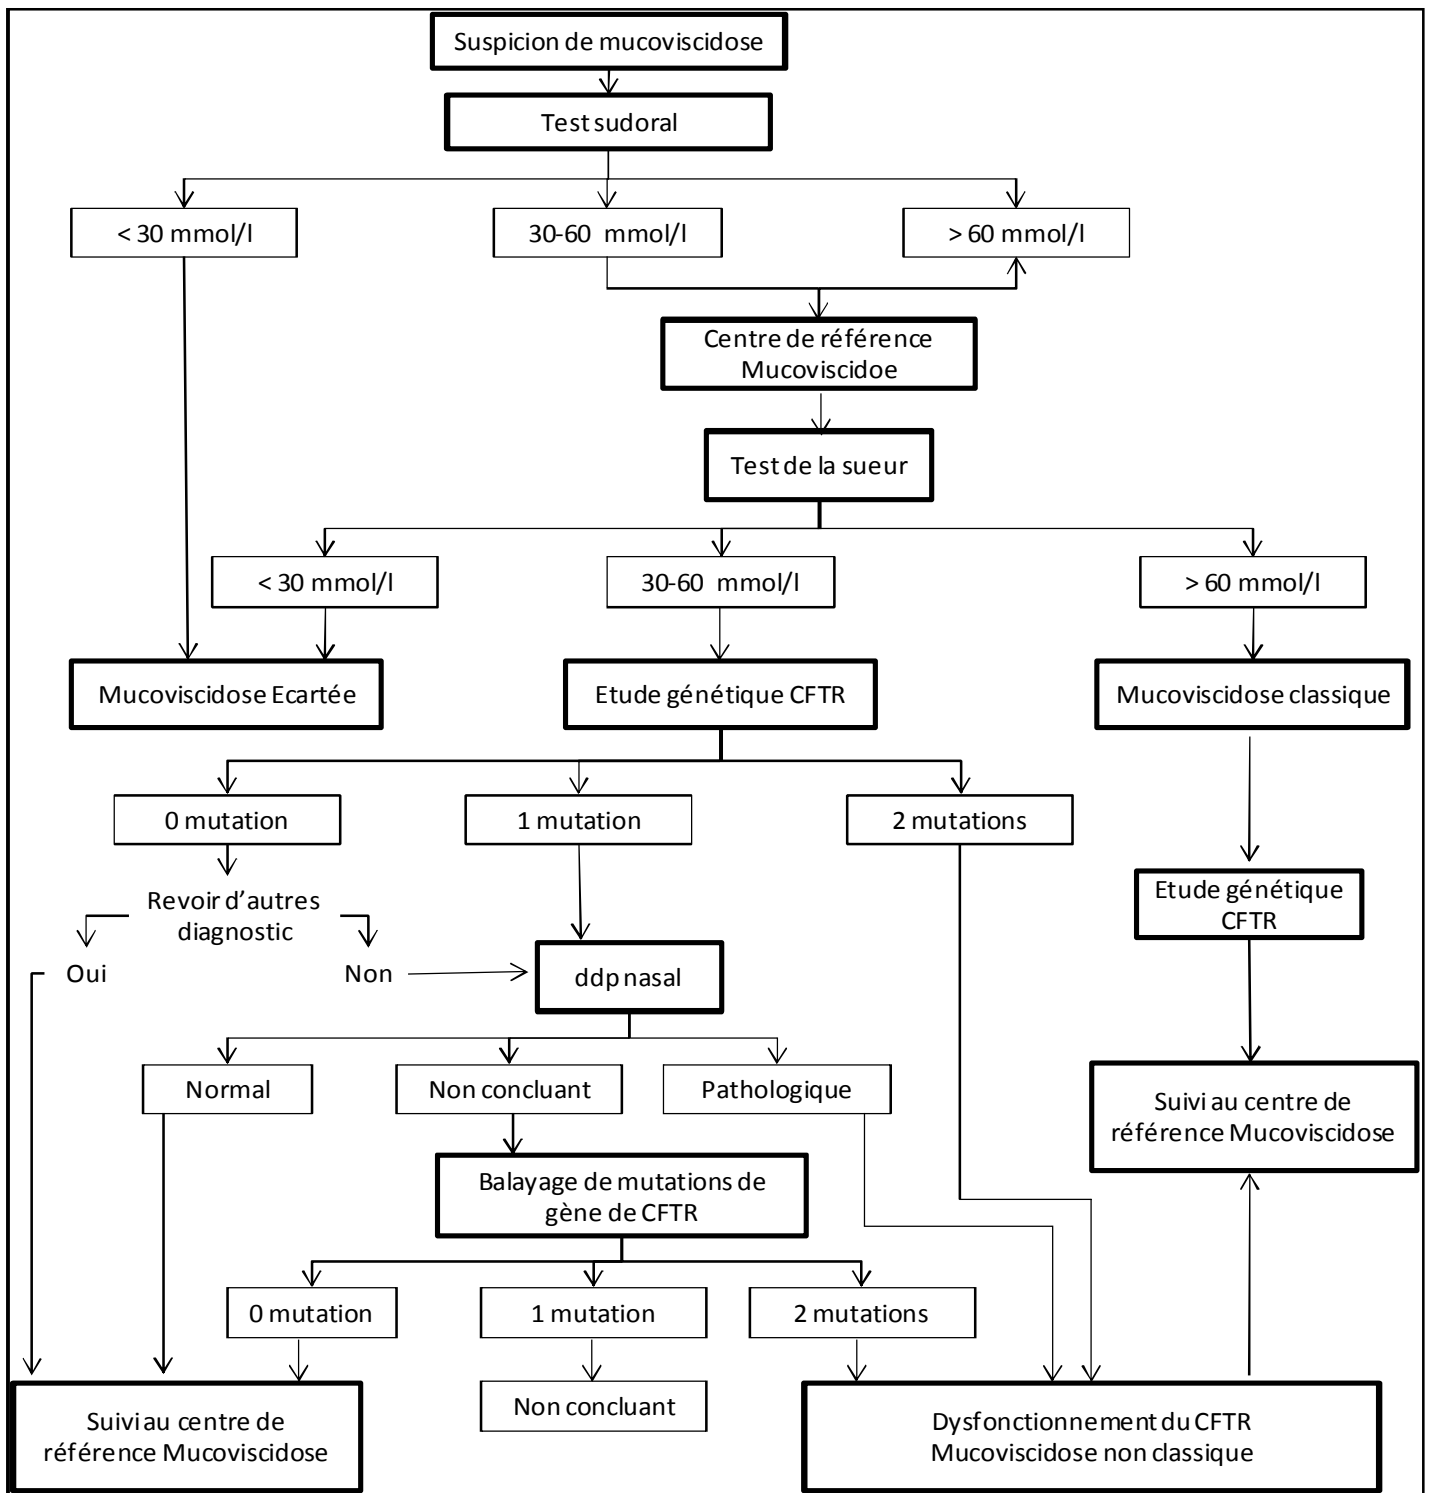 Suspicion de mucoviscidose
Test sudoral
< 30 mmol/l
30-60 mmol/l
> 60 mmol/l
Centre de référence
Mucoviscidoe
Test de la sueur
< 30 mmol/l
30-60 mmol/l
> 60 mmol/l
Mucoviscidose Ecartée
Etude génétique CFTR
Mucoviscidose classique
0 mutation
1 mutation
2 mutations
Revoir d’autres
diagnostic
Etude génétique
CFTR
Oui
Non
ddp nasal
Normal
Non concluant
Pathologique
Suivi au centre de
référence Mucoviscidose
Balayage de mutations de
gène de CFTR
0 mutation
1 mutation
2 mutations
Suivi au centre de
référence Mucoviscidose
Non concluant
Dysfonctionnement du CFTR
Mucoviscidose non classique